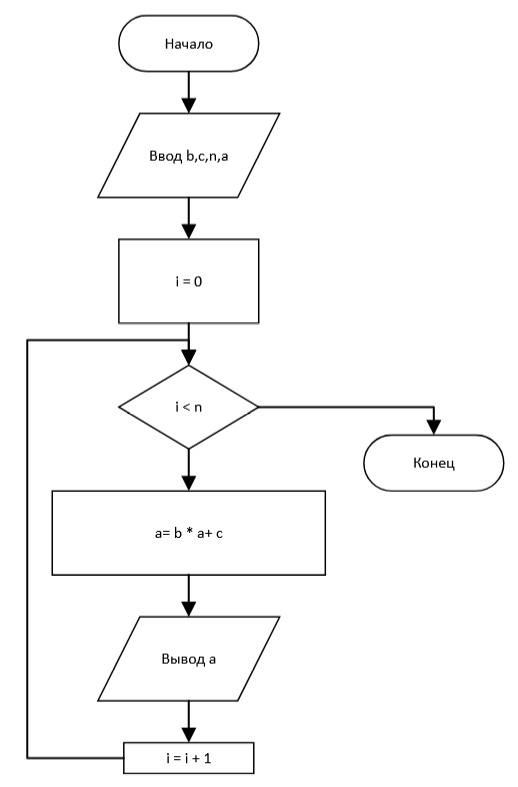 Начало
Ввод b,c,n,a
i = 0
i < n
Конец
a= b * a+ c
Вывод a
i = i + 1